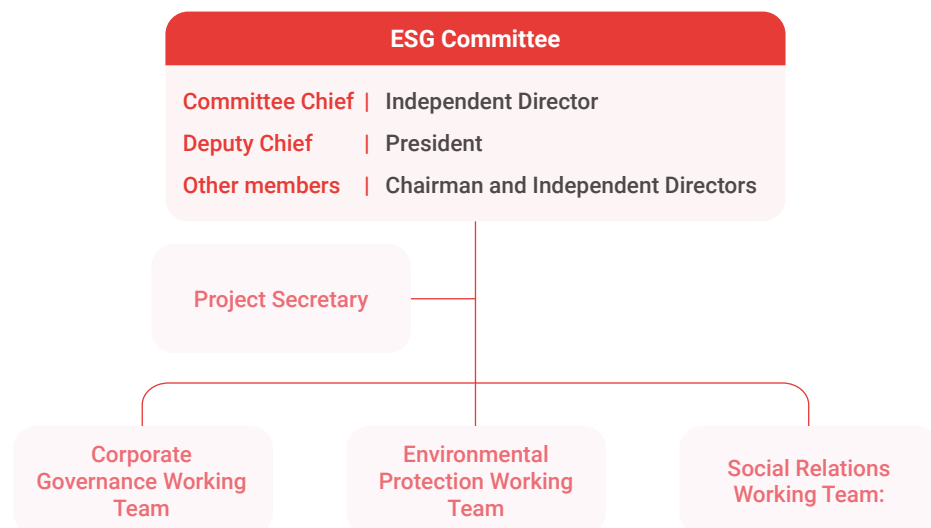 ESG Committee
Committee Chief | Independent Director
Deputy Chief | President
Other members | Chairman and Independent Directors
Project Secretary
Corporate
Governance Working
Team
Environmental
Protection Working
Team
Social Relations
Working Team: